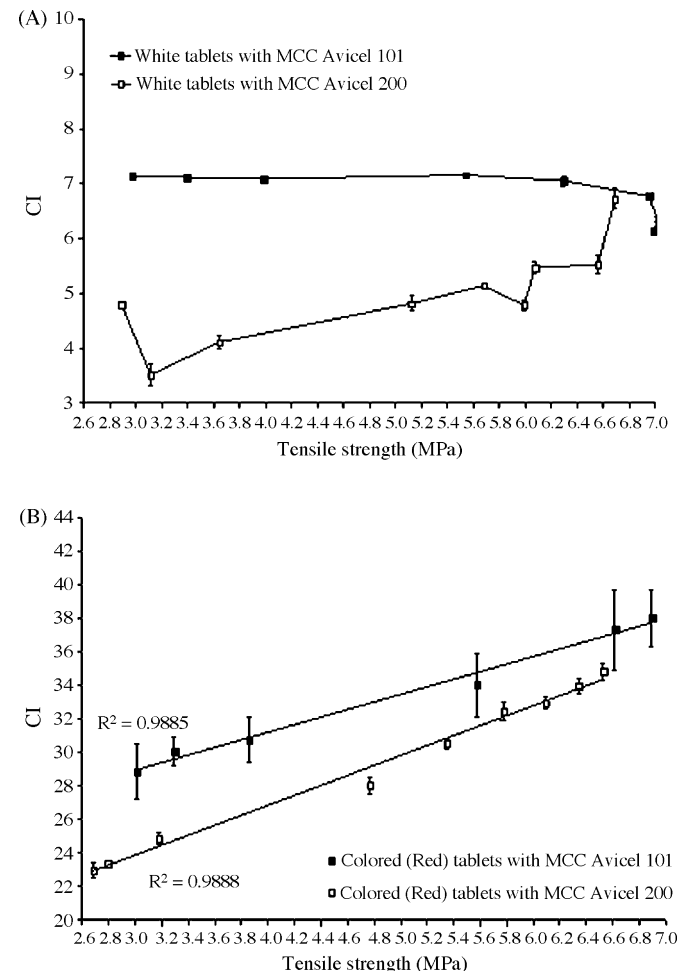 (A) 10
White tablets with MCC Avicel 101
9
White tablets with MCC Avicel 200
8
7
CI
6
5
4
3
2.6 2.8 3.0 3.2 3.4 3.6 3.8 4.0 4.2 4.4 4.6 4.8 5.0 5.2 5.4 5.6 5.8 6.0 6.2 6.4 6.6 6.8 7.0
Tensile strength (MPa)
(B) 44
42
40
38
36
34
CI
32
R² = 0.9885
30
28
26
24
Colored (Red) tablets with MCC Avicel 101
R² = 0.9888
22
Colored (Red) tablets with MCC Avicel 200
20
2.6 2.8 3.0 3.2 3.4 3.6 3.8 4.0 4.2 4.4 4.6 4.8 5.0 5.2 5.4 5.6 5.8 6.0 6.2 6.4 6.6 6.8 7.0
Tensile strength (MPa)